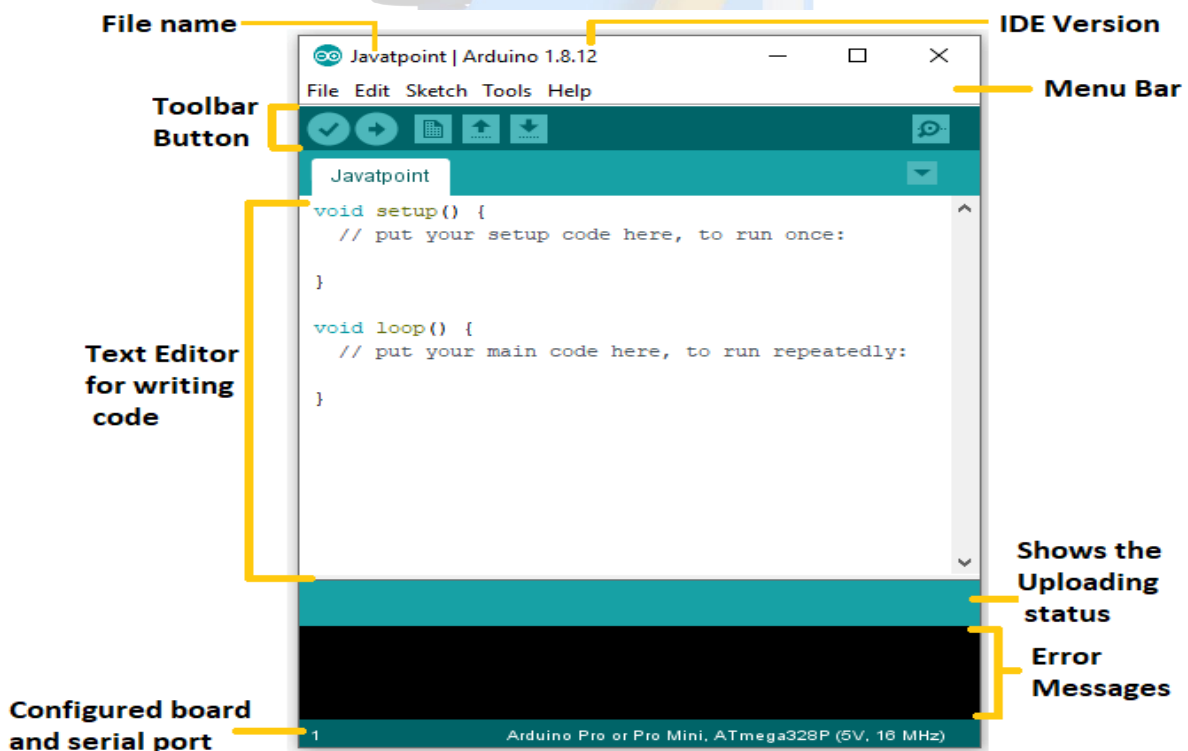 File name
IDE Version
Javatpoint | Arduino 1.8.12
File Edit Sketch Tools Help
Menu Bar
Toolbar
Button
Javatpoint
void setup() {
// put your setup code here, to run once:
}
void loop() {
// put your main code here, to run repeatedly:
}
Text Editor
for writing
code
Shows the
Uploading
status
Error
Messages
Configured board
and serial port
1
Arduino Pro or Pro Mini, ATmega328P (5V, 16 MHz)